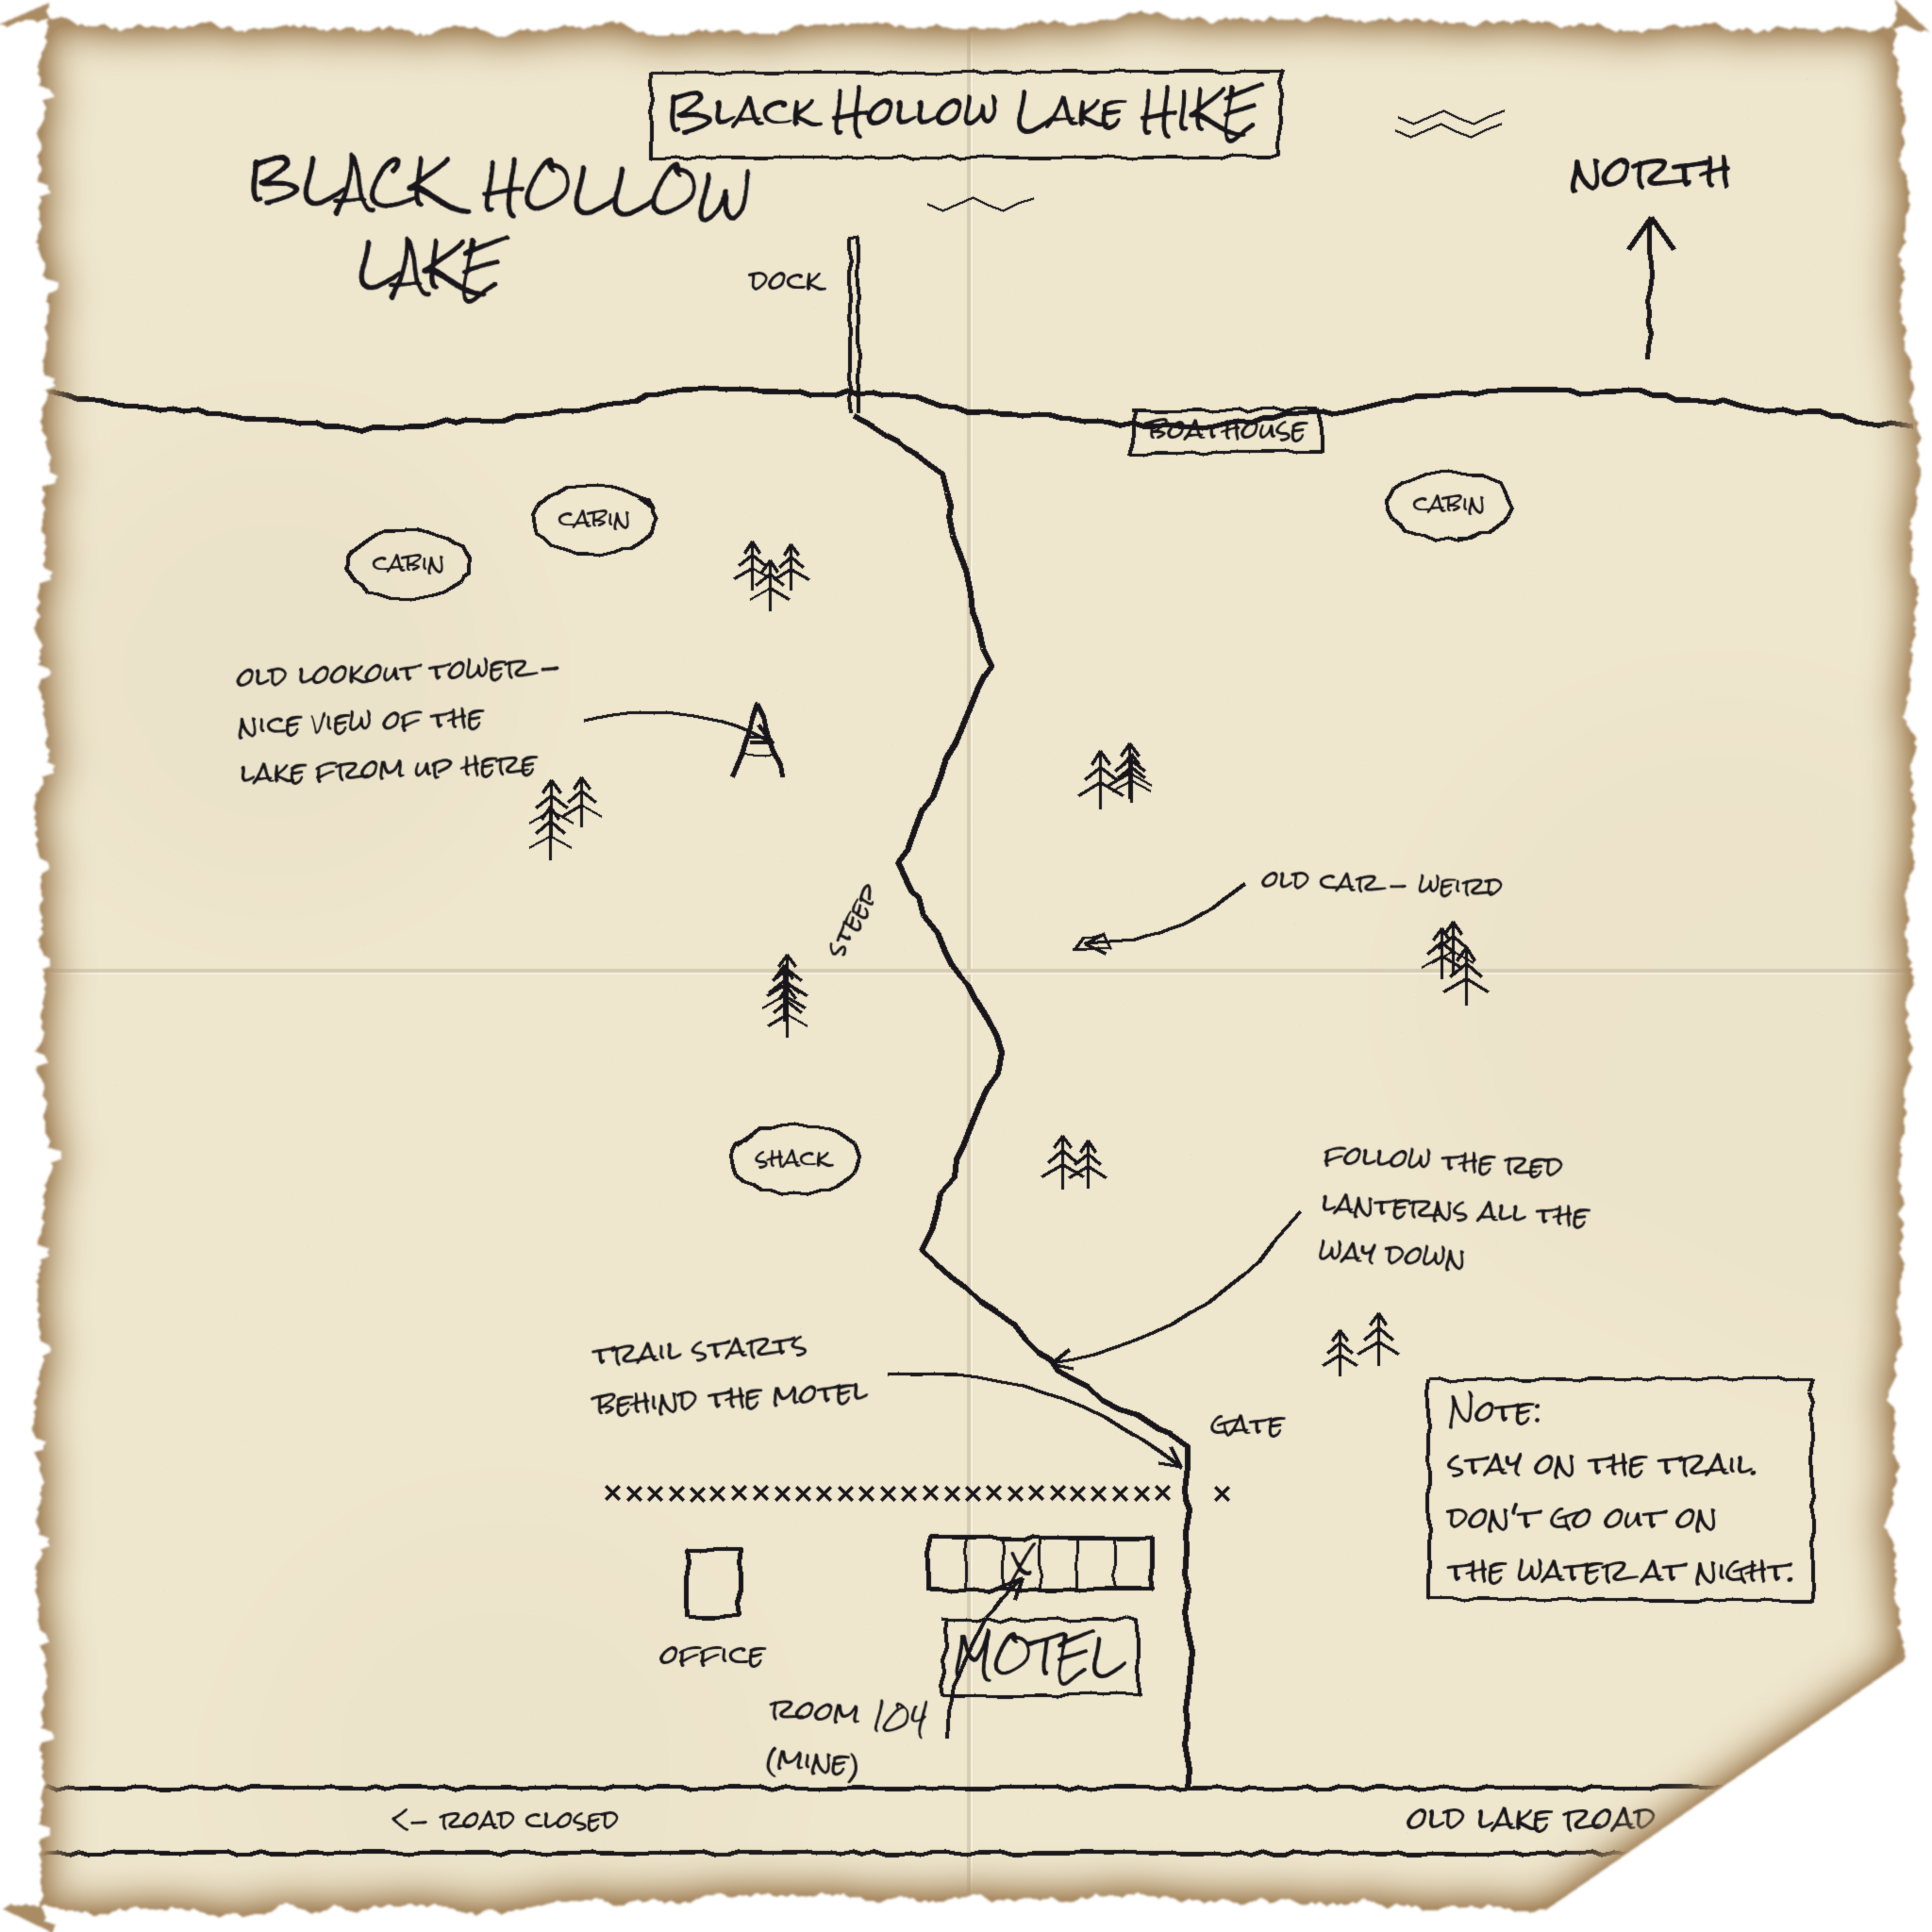 BLACK HOLLOW LAKE HIKE
BLACK HOLLOW
LAKE
NORTH
DOCK
BOATHOUSE
CABIN
CABIN
CABIN
OLD LOOKOUT TOWER-
NICE VIEW OF THE
LAKE FROM UP HERE
OLD CAR - WEIRD
STEEP
SHACK
FOLLOW THE RED
LANTERNS ALL THE
WAY DOWN
TRAIL STARTS
BEHIND THE MOTEL
GATE
NOTE:
STAY ON THE TRAIL.
DON'T GO OUT ON
THE WATER AT NIGHT.
XXXXXXXXXXXXXXXXXXXXXXXXXXX X
X
OFFICE
MOTEL
ROOM 104
(MINE)
<- ROAD CLOSED
OLD LAKE ROAD